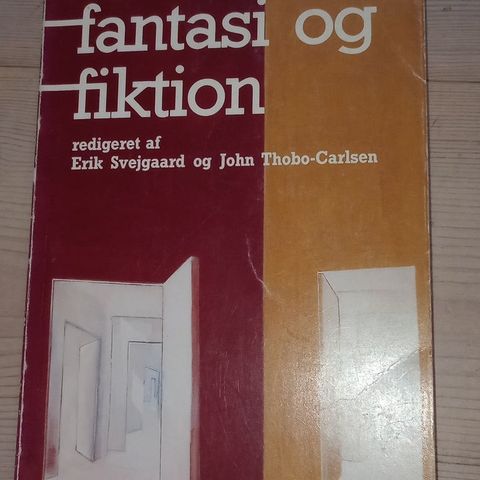 fantasi og
fiktion
redigeret af
Erik Svejgaard og John Thobo-Carlsen